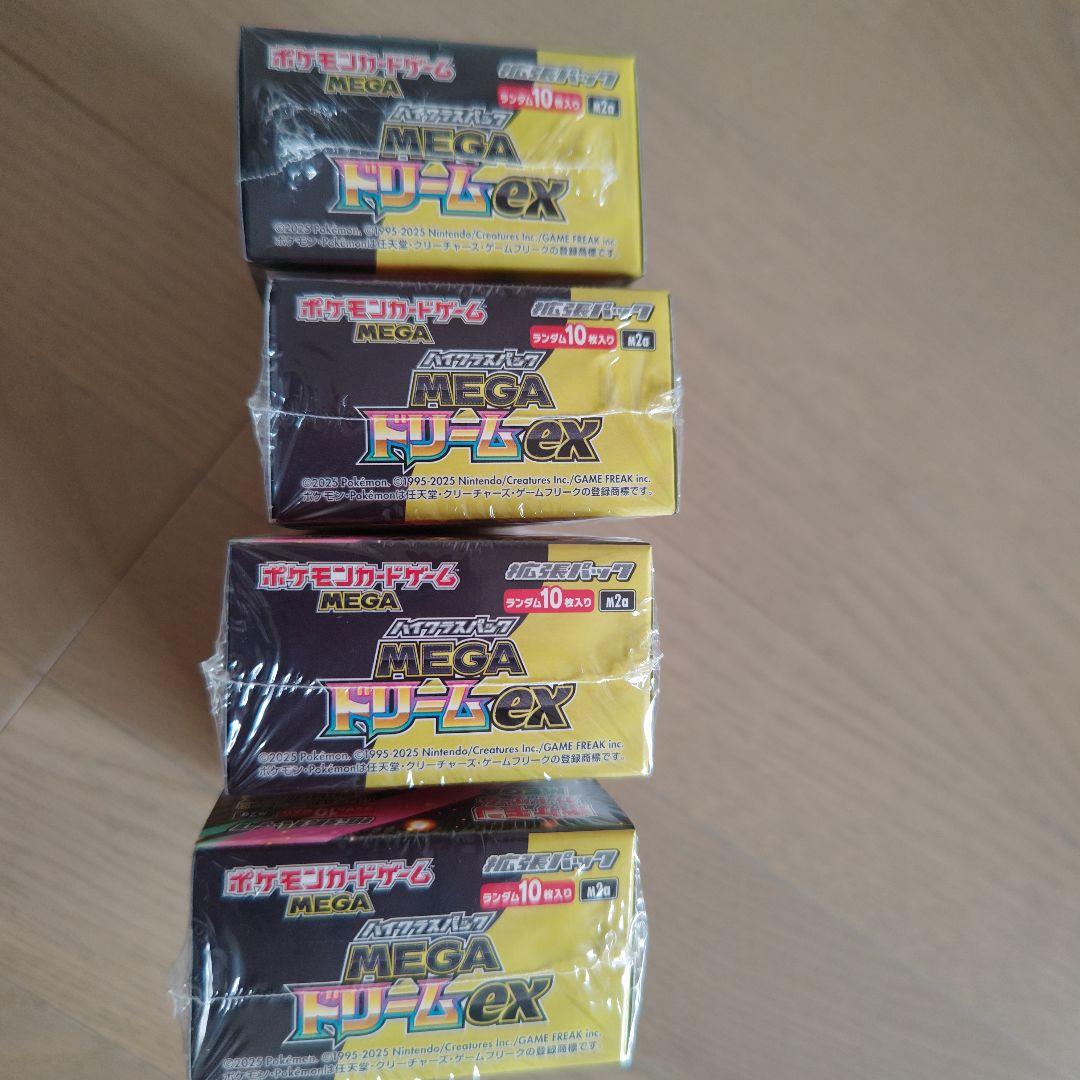 ポケモンカードゲーム
MEGA
拡張パック
ランダム10枚入り M2a
ハイクラスパック
MEGA
ドリームex
©2025 Pokémon. ©1995-2025 Nintendo/Creatures Inc./GAME FREAK inc.
ポケモン・Pokémonは任天堂・クリーチャーズ・ゲームフリークの登録商標です。
ポケモンカードゲーム
MEGA
拡張パック
ランダム10枚入り M2a
ハイクラスパック
MEGA
ドリームex
©2025 Pokémon. ©1995-2025 Nintendo/Creatures Inc./GAME FREAK inc.
ポケモン・Pokémonは任天堂・クリーチャーズ・ゲームフリークの登録商標です。
ポケモンカードゲーム
MEGA
拡張パック
ランダム10枚入り M2a
ハイクラスパック
MEGA
ドリームex
©2025 Pokémon. ©1995-2025 Nintendo/Creatures Inc./GAME FREAK inc.
ポケモン・Pokémonは任天堂・クリーチャーズ・ゲームフリークの登録商標です。
ポケモンカードゲーム
MEGA
拡張パック
ランダム10枚入り M2a
ハイクラスパック
MEGA
ドリームex
©2025 Pokémon. ©1995-2025 Nintendo/Creatures Inc./GAME FREAK inc.
ポケモン・Pokémonは任天堂・クリーチャーズ・ゲームフリークの登録商標です。